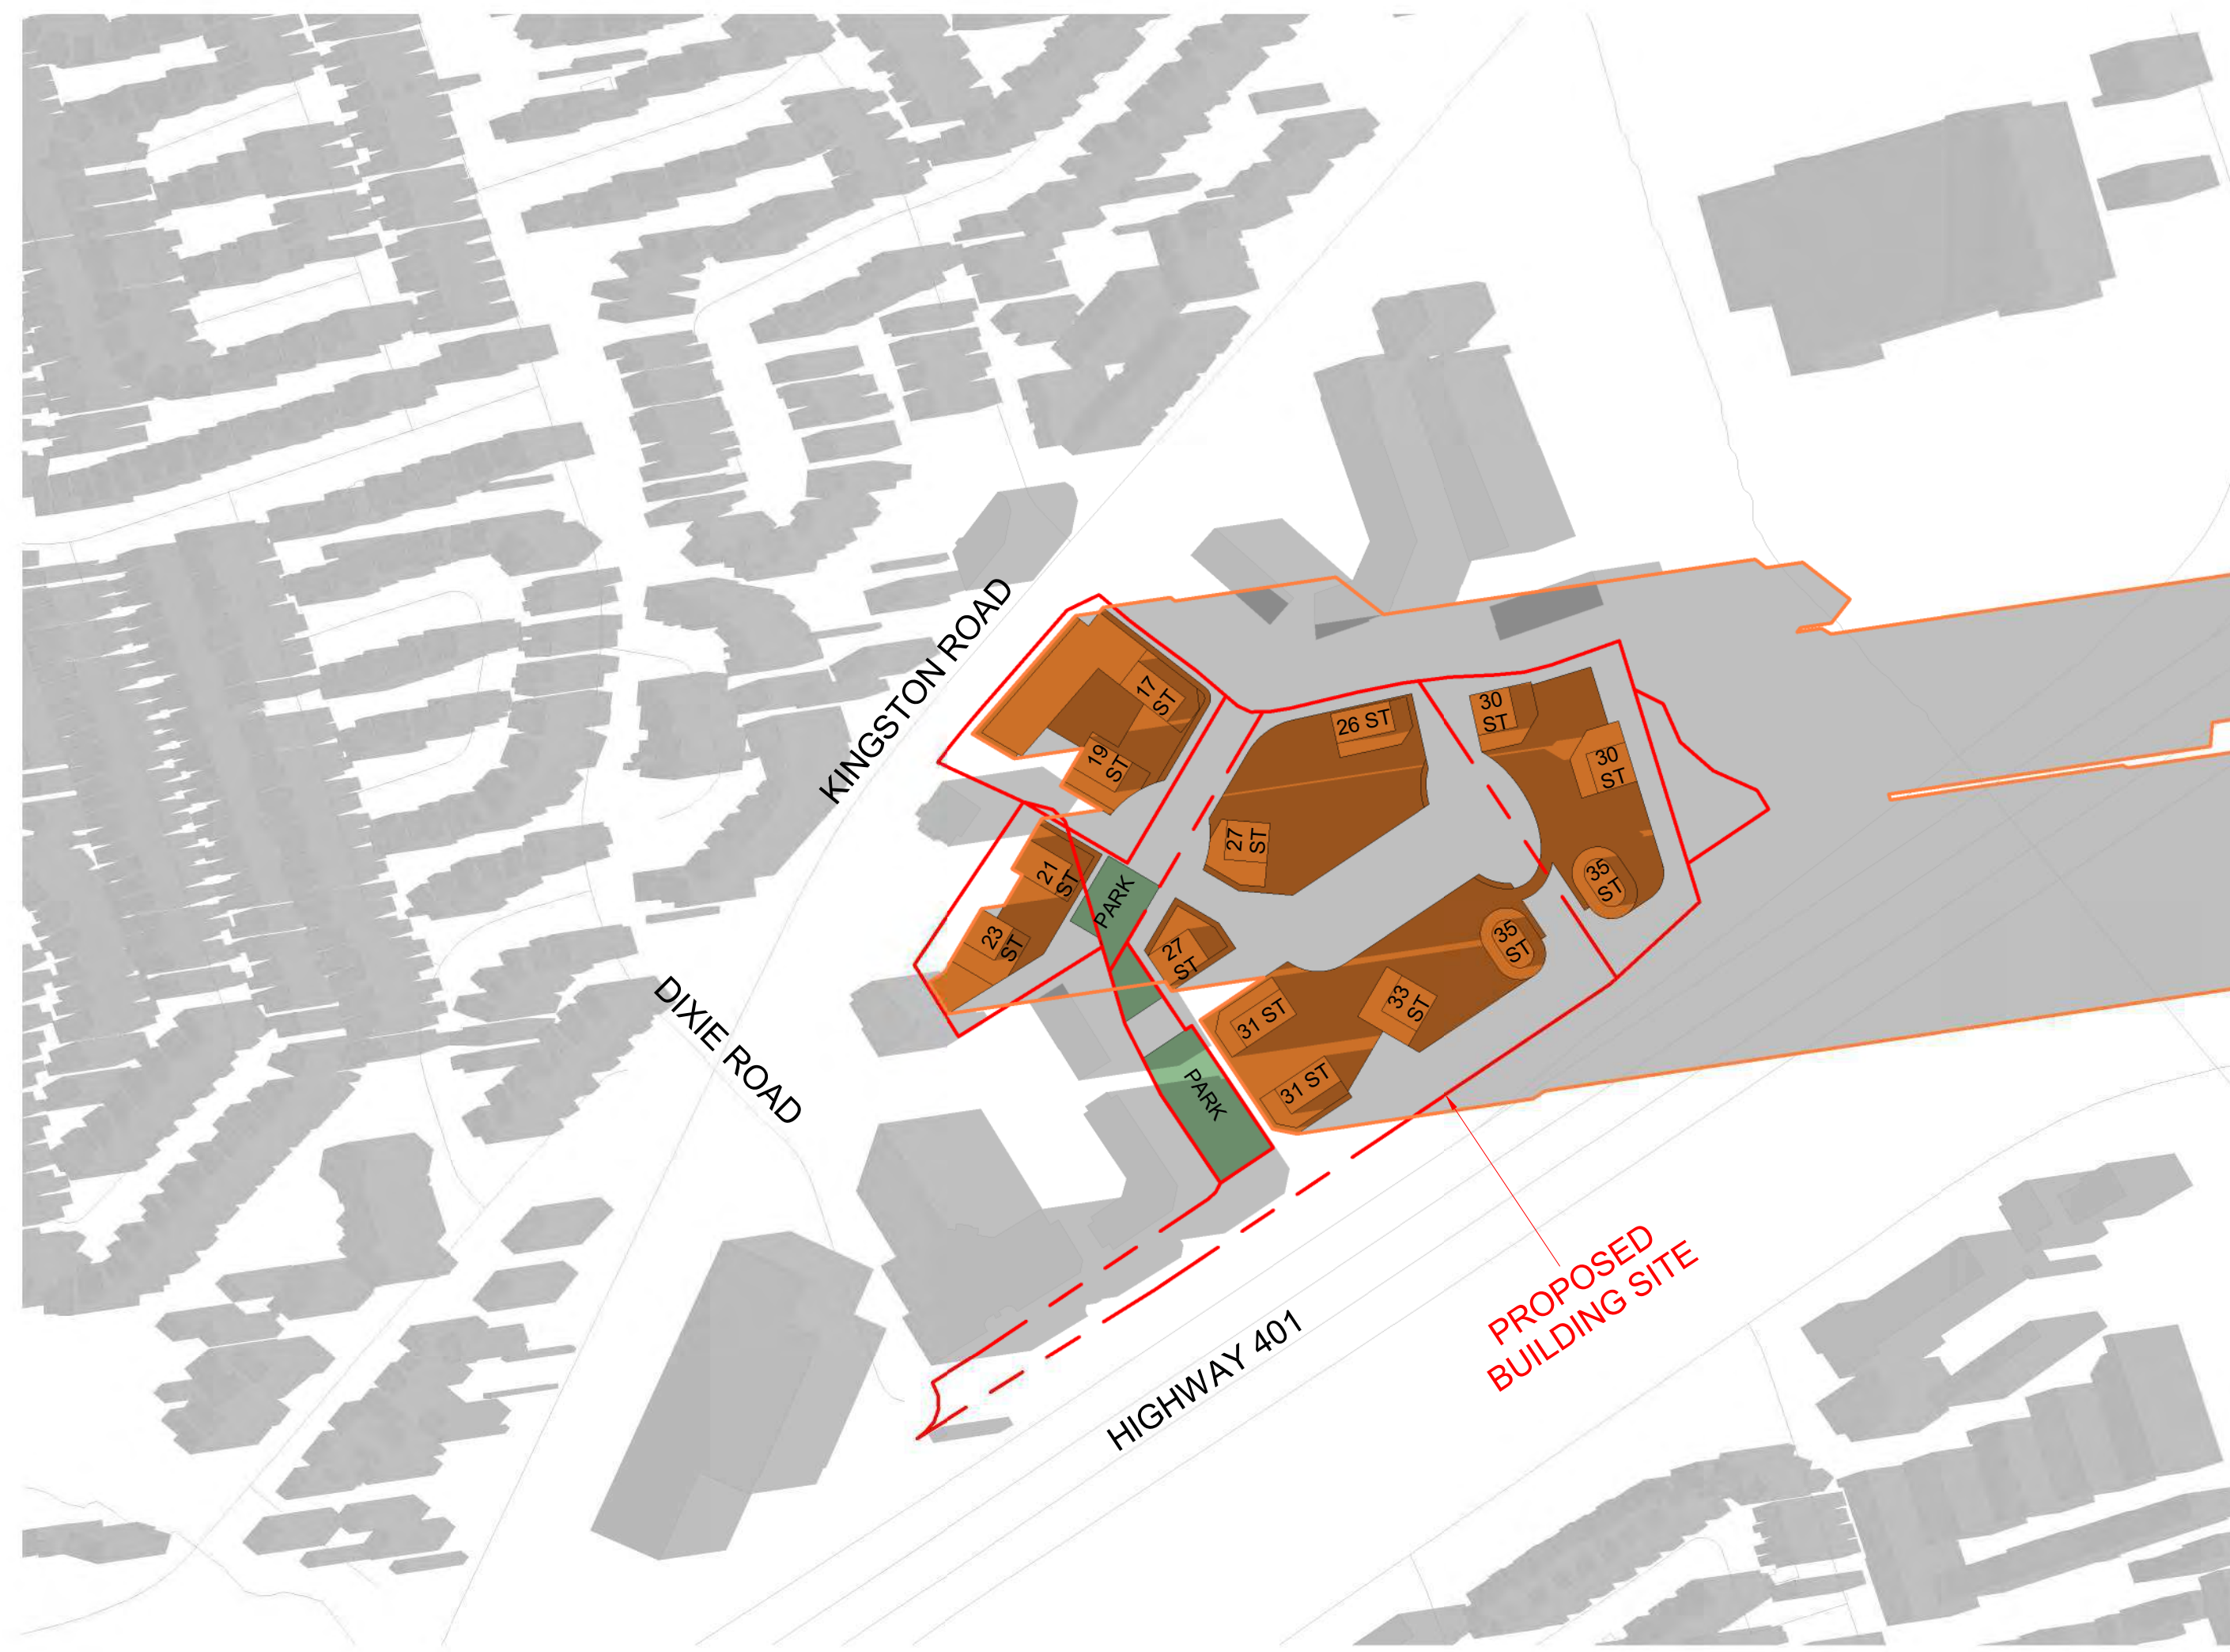 KINGSTON ROAD
17
ST
19
ST
26 ST
30
ST
30
ST
27
ST
21
ST
PARK
35
ST
23
ST
27
ST
35
ST
31 ST
33
ST
31 ST
PARK
DIXIE ROAD
PROPOSED
BUILDING SITE
HIGHWAY 401